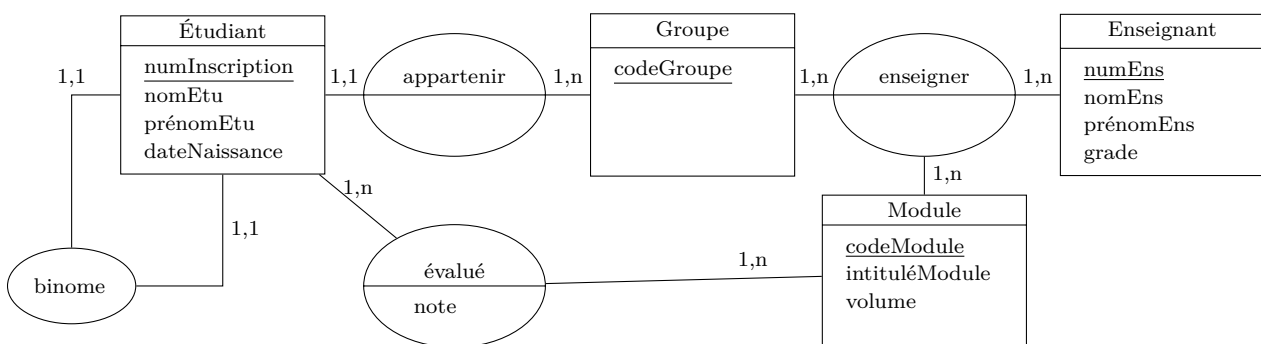 Étudiant
numInscription
nomEtu
prénomEtu
dateNaissance
1,1
1,1
appartenir
1,n
Groupe
codeGroupe
1,n
enseigner
1,n
Enseignant
numEns
nomEns
prénomEns
grade
1,n
1,n
1,1
binome
évalué
note
1,n
Module
codeModule
intituléModule
volume